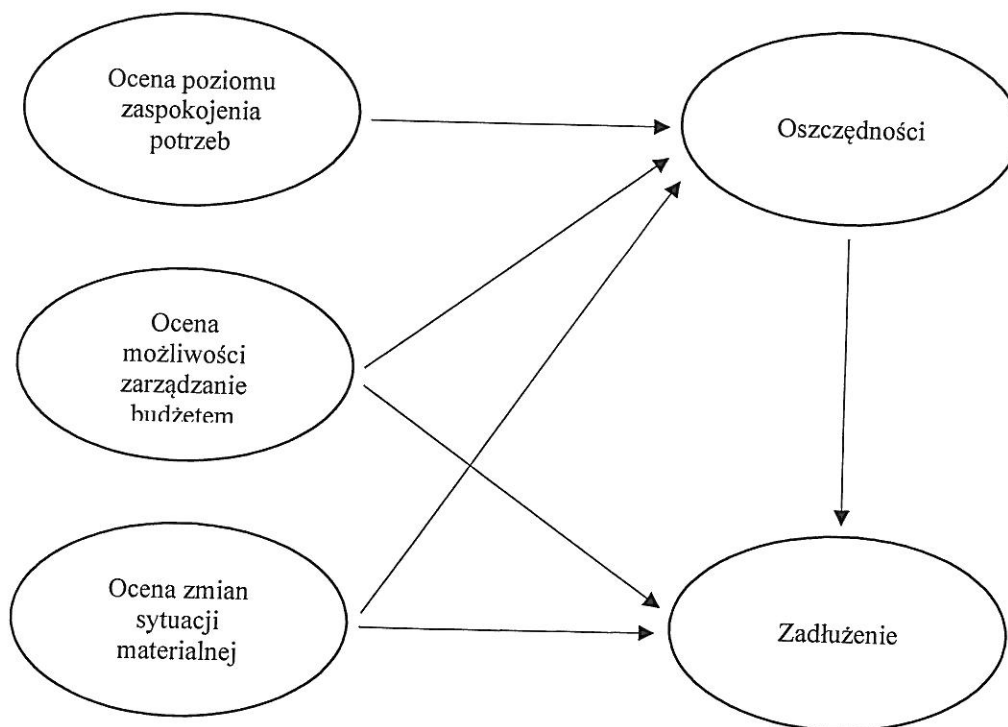 Ocena poziomu
zaspokojenia
potrzeb
Oszczędności
Ocena
możliwości
zarządzanie
budżetem
Ocena zmian
sytuacji
materialnej
Zadłużenie